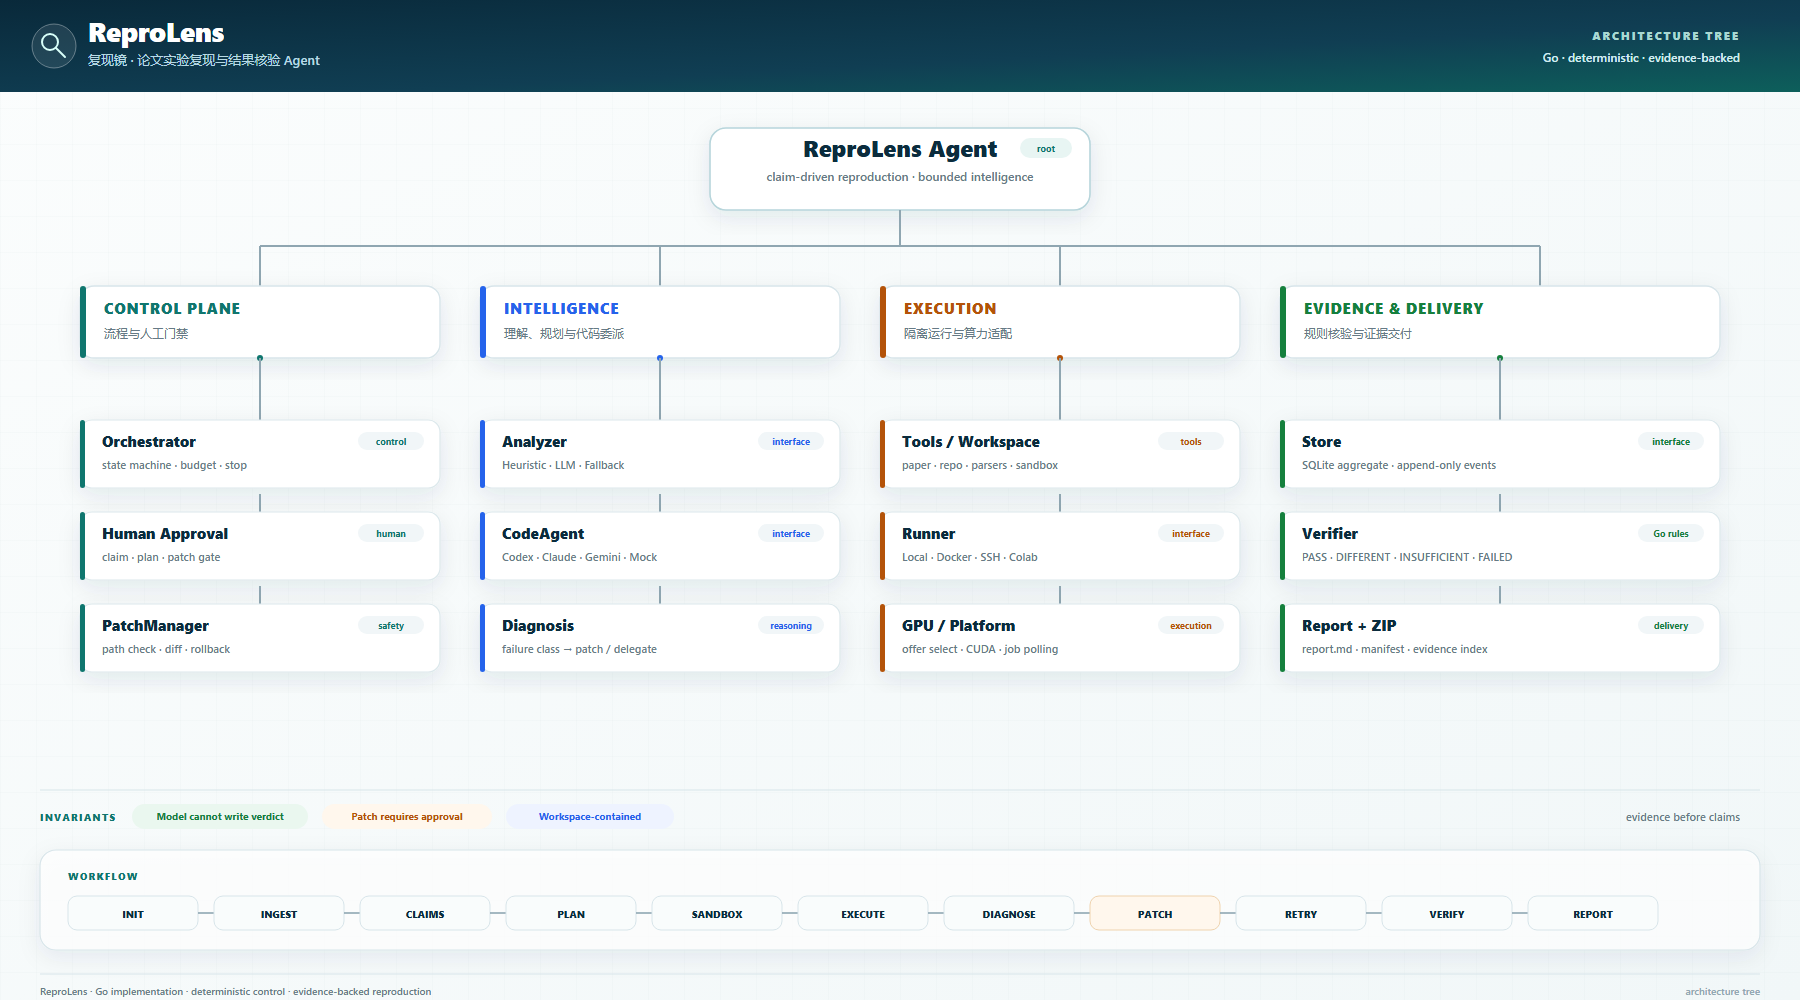 ReproLens
复现镜 · 论文实验复现与结果核验 Agent
ARCHITECTURE TREE
Go · deterministic · evidence-backed
ReproLens Agent
root
claim-driven reproduction · bounded intelligence
CONTROL PLANE
流程与人工门禁
INTELLIGENCE
理解、规划与代码委派
EXECUTION
隔离运行与算力适配
EVIDENCE & DELIVERY
规则核验与证据交付
Orchestrator
control
state machine · budget · stop
Analyzer
interface
Heuristic · LLM · Fallback
Tools / Workspace
tools
paper · repo · parsers · sandbox
Store
interface
SQLite aggregate · append-only events
Human Approval
human
claim · plan · patch gate
CodeAgent
interface
Codex · Claude · Gemini · Mock
Runner
interface
Local · Docker · SSH · Colab
Verifier
Go rules
PASS · DIFFERENT · INSUFFICIENT · FAILED
PatchManager
safety
path check · diff · rollback
Diagnosis
reasoning
failure class → patch / delegate
GPU / Platform
execution
offer select · CUDA · job polling
Report + ZIP
delivery
report.md · manifest · evidence index
INVARIANTS
Model cannot write verdict
Patch requires approval
Workspace-contained
evidence before claims
WORKFLOW
INIT
INGEST
CLAIMS
PLAN
SANDBOX
EXECUTE
DIAGNOSE
PATCH
RETRY
VERIFY
REPORT
ReproLens · Go implementation · deterministic control · evidence-backed reproduction
architecture tree